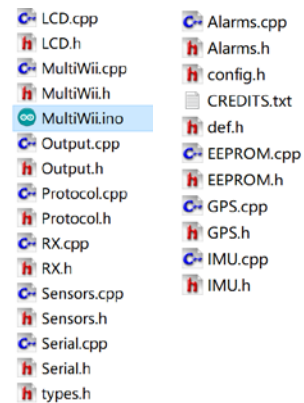 LCD.cpp
LCD.h
MultiWii.cpp
MultiWii.h
MultiWii.ino
Output.cpp
Output.h
Protocol.cpp
Protocol.h
RX.cpp
RX.h
Sensors.cpp
Sensors.h
Serial.cpp
Serial.h
types.h
Alarms.cpp
Alarms.h
config.h
CREDITS.txt
def.h
EEPROM.cpp
EEPROM.h
GPS.cpp
GPS.h
IMU.cpp
IMU.h